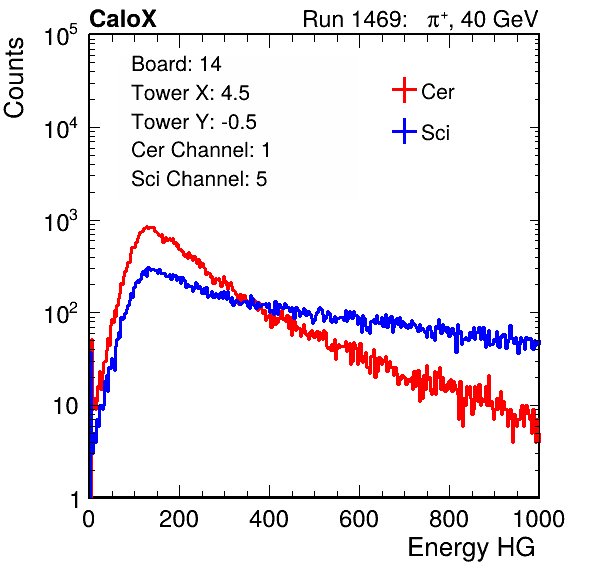 CaloX Run 1469: π⁺, 40 GeV
Counts
10⁵
10⁴
10³
10²
10
1
Board: 14
Tower X: 4.5
Tower Y: -0.5
Cer Channel: 1
Sci Channel: 5
Cer
Sci
0 200 400 600 800 1000
Energy HG